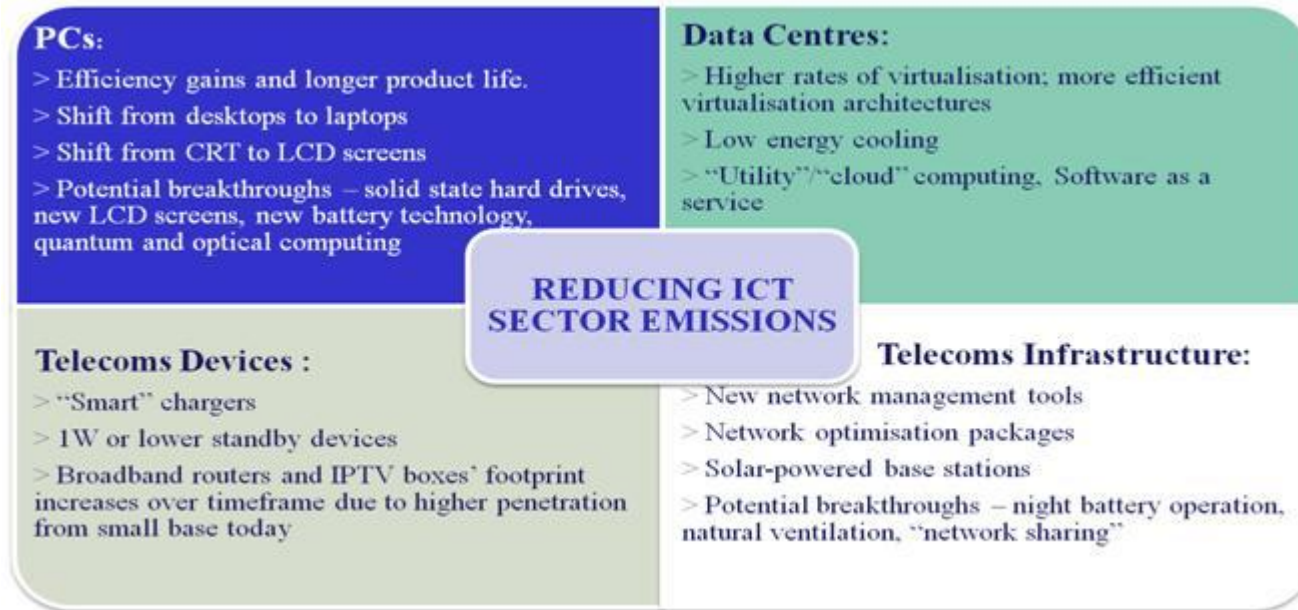 PCs:
> Efficiency gains and longer product life.
> Shift from desktops to laptops
> Shift from CRT to LCD screens
> Potential breakthroughs – solid state hard drives,
new LCD screens, new battery technology,
quantum and optical computing
Data Centres:
> Higher rates of virtualisation; more efficient
virtualisation architectures
> Low energy cooling
> “Utility”/“cloud” computing, Software as a
service
REDUCING ICT
SECTOR EMISSIONS
Telecoms Devices :
> “Smart” chargers
> 1W or lower standby devices
> Broadband routers and IPTV boxes’ footprint
increases over timeframe due to higher penetration
from small base today
Telecoms Infrastructure:
> New network management tools
> Network optimisation packages
> Solar-powered base stations
> Potential breakthroughs – night battery operation,
natural ventilation, “network sharing”